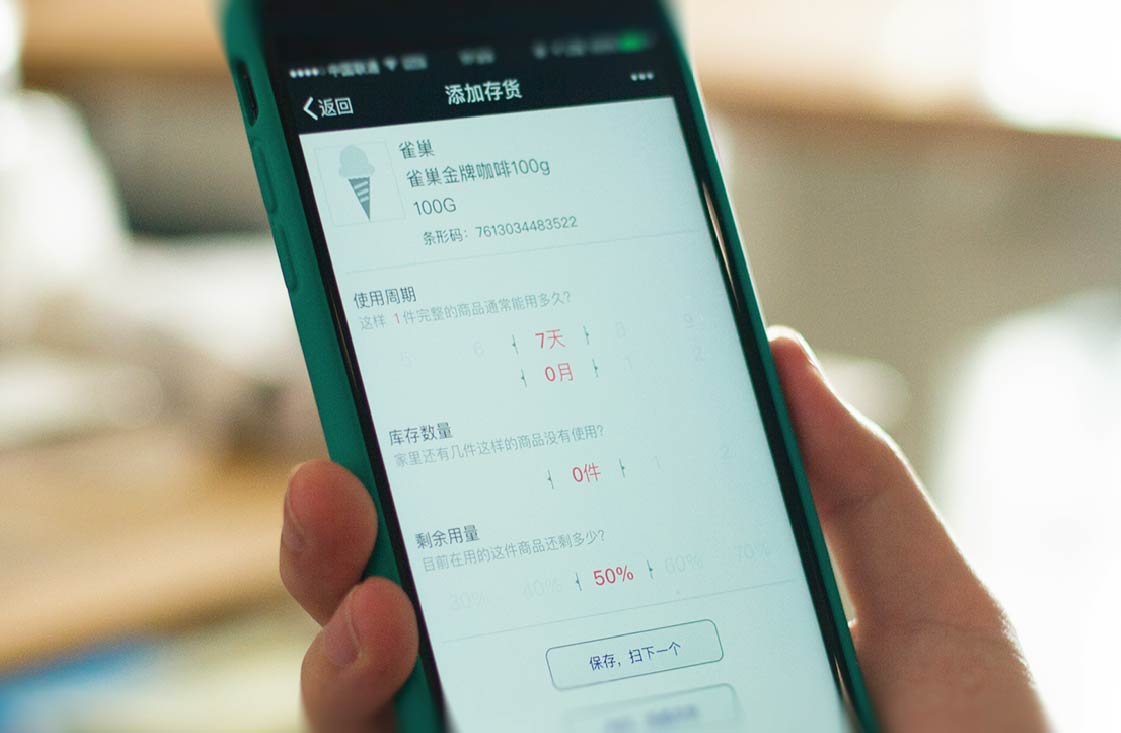 中国联通
返回 添加存货 •••
雀巢
雀巢金牌咖啡100g
100G
条形码：7613034483522
使用周期
这样 1件完整的商品通常能用多久?
5 6 7天 8 9
0月 1 2
库存数量
家里还有几件这样的商品没有使用?
0件 1 2
剩余用量
目前在用的这件商品还剩多少?
30% 40% 50% 60% 70%
保存，扫下一个